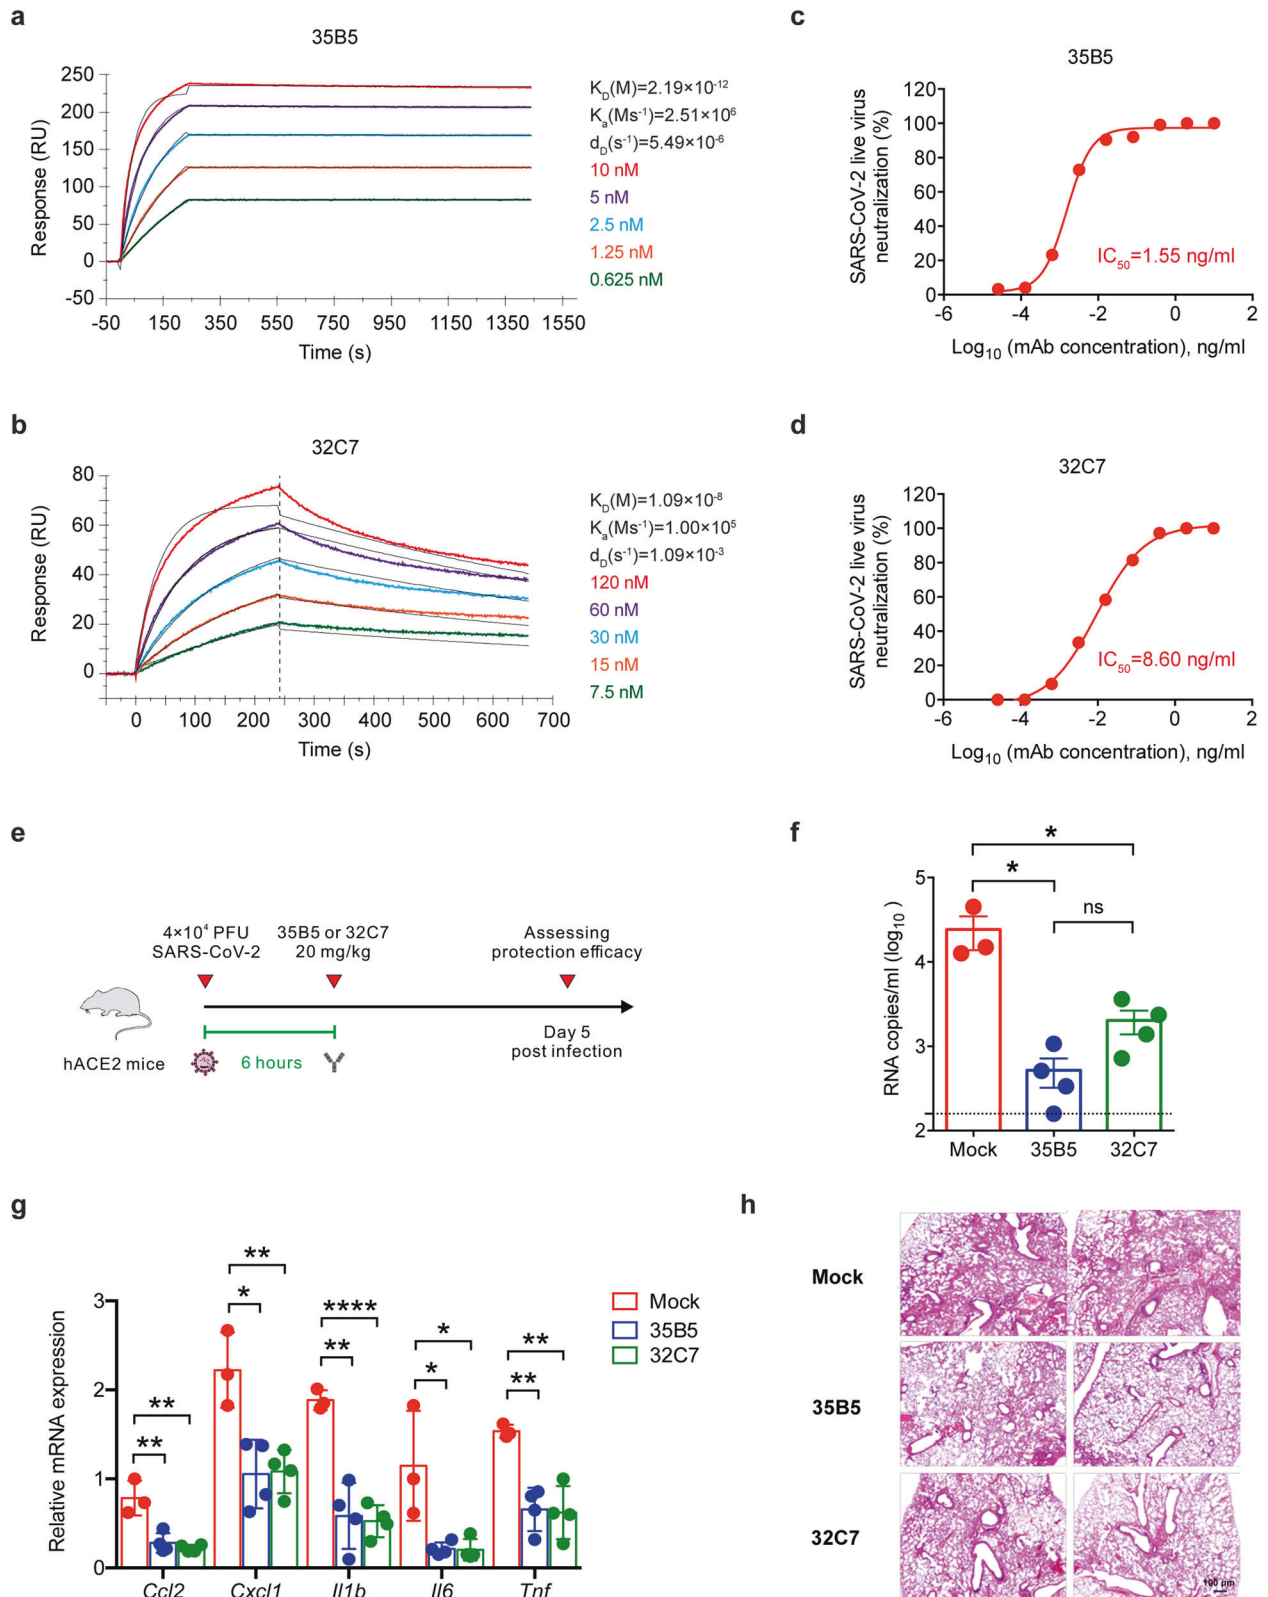 a
35B5
250
200
150
100
50
0
-50
Response (RU)
-50 150 350 550 750 950 1150 1350 1550
Time (s)
K_D(M)=2.19×10⁻¹²
K_a(Ms⁻¹)=2.51×10⁶
d_D(s⁻¹)=5.49×10⁻⁶
10 nM
5 nM
2.5 nM
1.25 nM
0.625 nM
c
35B5
120
100
80
60
40
20
0
SARS-CoV-2 live virus
neutralization (%)
IC₅₀=1.55 ng/ml
-6 -4 -2 0 2
Log₁₀ (mAb concentration), ng/ml
b
32C7
80
60
40
20
0
Response (RU)
0 100 200 300 400 500 600 700
Time (s)
K_D(M)=1.09×10⁻⁸
K_a(Ms⁻¹)=1.00×10⁵
d_D(s⁻¹)=1.09×10⁻³
120 nM
60 nM
30 nM
15 nM
7.5 nM
d
32C7
120
100
80
60
40
20
0
SARS-CoV-2 live virus
neutralization (%)
IC₅₀=8.60 ng/ml
-6 -4 -2 0 2
Log₁₀ (mAb concentration), ng/ml
e
4×10⁴ PFU
SARS-CoV-2
35B5 or 32C7
20 mg/kg
Assessing
protection efficacy
hACE2 mice
6 hours
Day 5
post infection
f
*
*
ns
5
4
3
2
RNA copies/ml (log₁₀)
Mock 35B5 32C7
g
3
2
1
0
Relative mRNA expression
** **
** *
**** **
* *
** **
Mock
35B5
32C7
Ccl2 Cxcl1 Il1b Il6 Tnf
h
Mock
35B5
32C7
100 μm